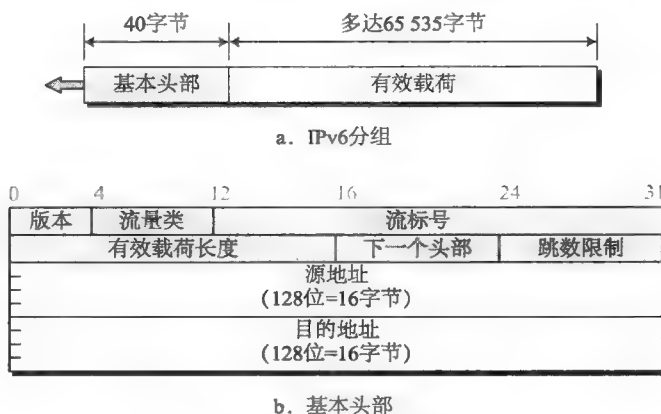 40字节 多达65 535字节
基本头部 有效载荷
a. IPv6分组
0 4 12 16 24 31
版本 流量类 流标号
有效载荷长度 下一个头部 跳数限制
源地址
(128位=16字节)
目的地址
(128位=16字节)
b. 基本头部